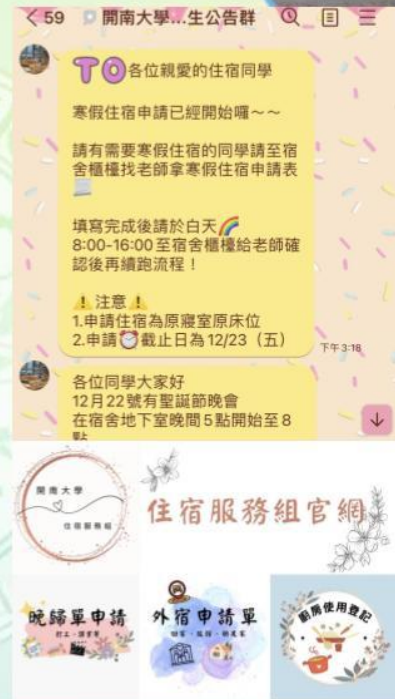 59
開南大學...生公告群
TO各位親愛的住宿同學
寒假住宿申請已經開始囉～～
請有需要寒假住宿的同學請至宿
舍櫃檯找老師拿寒假住宿申請表
填寫完成後請於白天🌈
8:00-16:00至宿舍櫃檯給老師確
認後再續跑流程！
⚠️注意⚠️
1.申請住宿為原寢室原床位
2.申請⏰截止日為12/23（五）
下午3:18
各位同學大家好
12月22號有聖誕節晚會
在宿舍地下室晚間5點開始至8
點
開南大學
住宿服務組
住宿服務組官網
晚歸單申請
外宿申請單
廚房使用登記